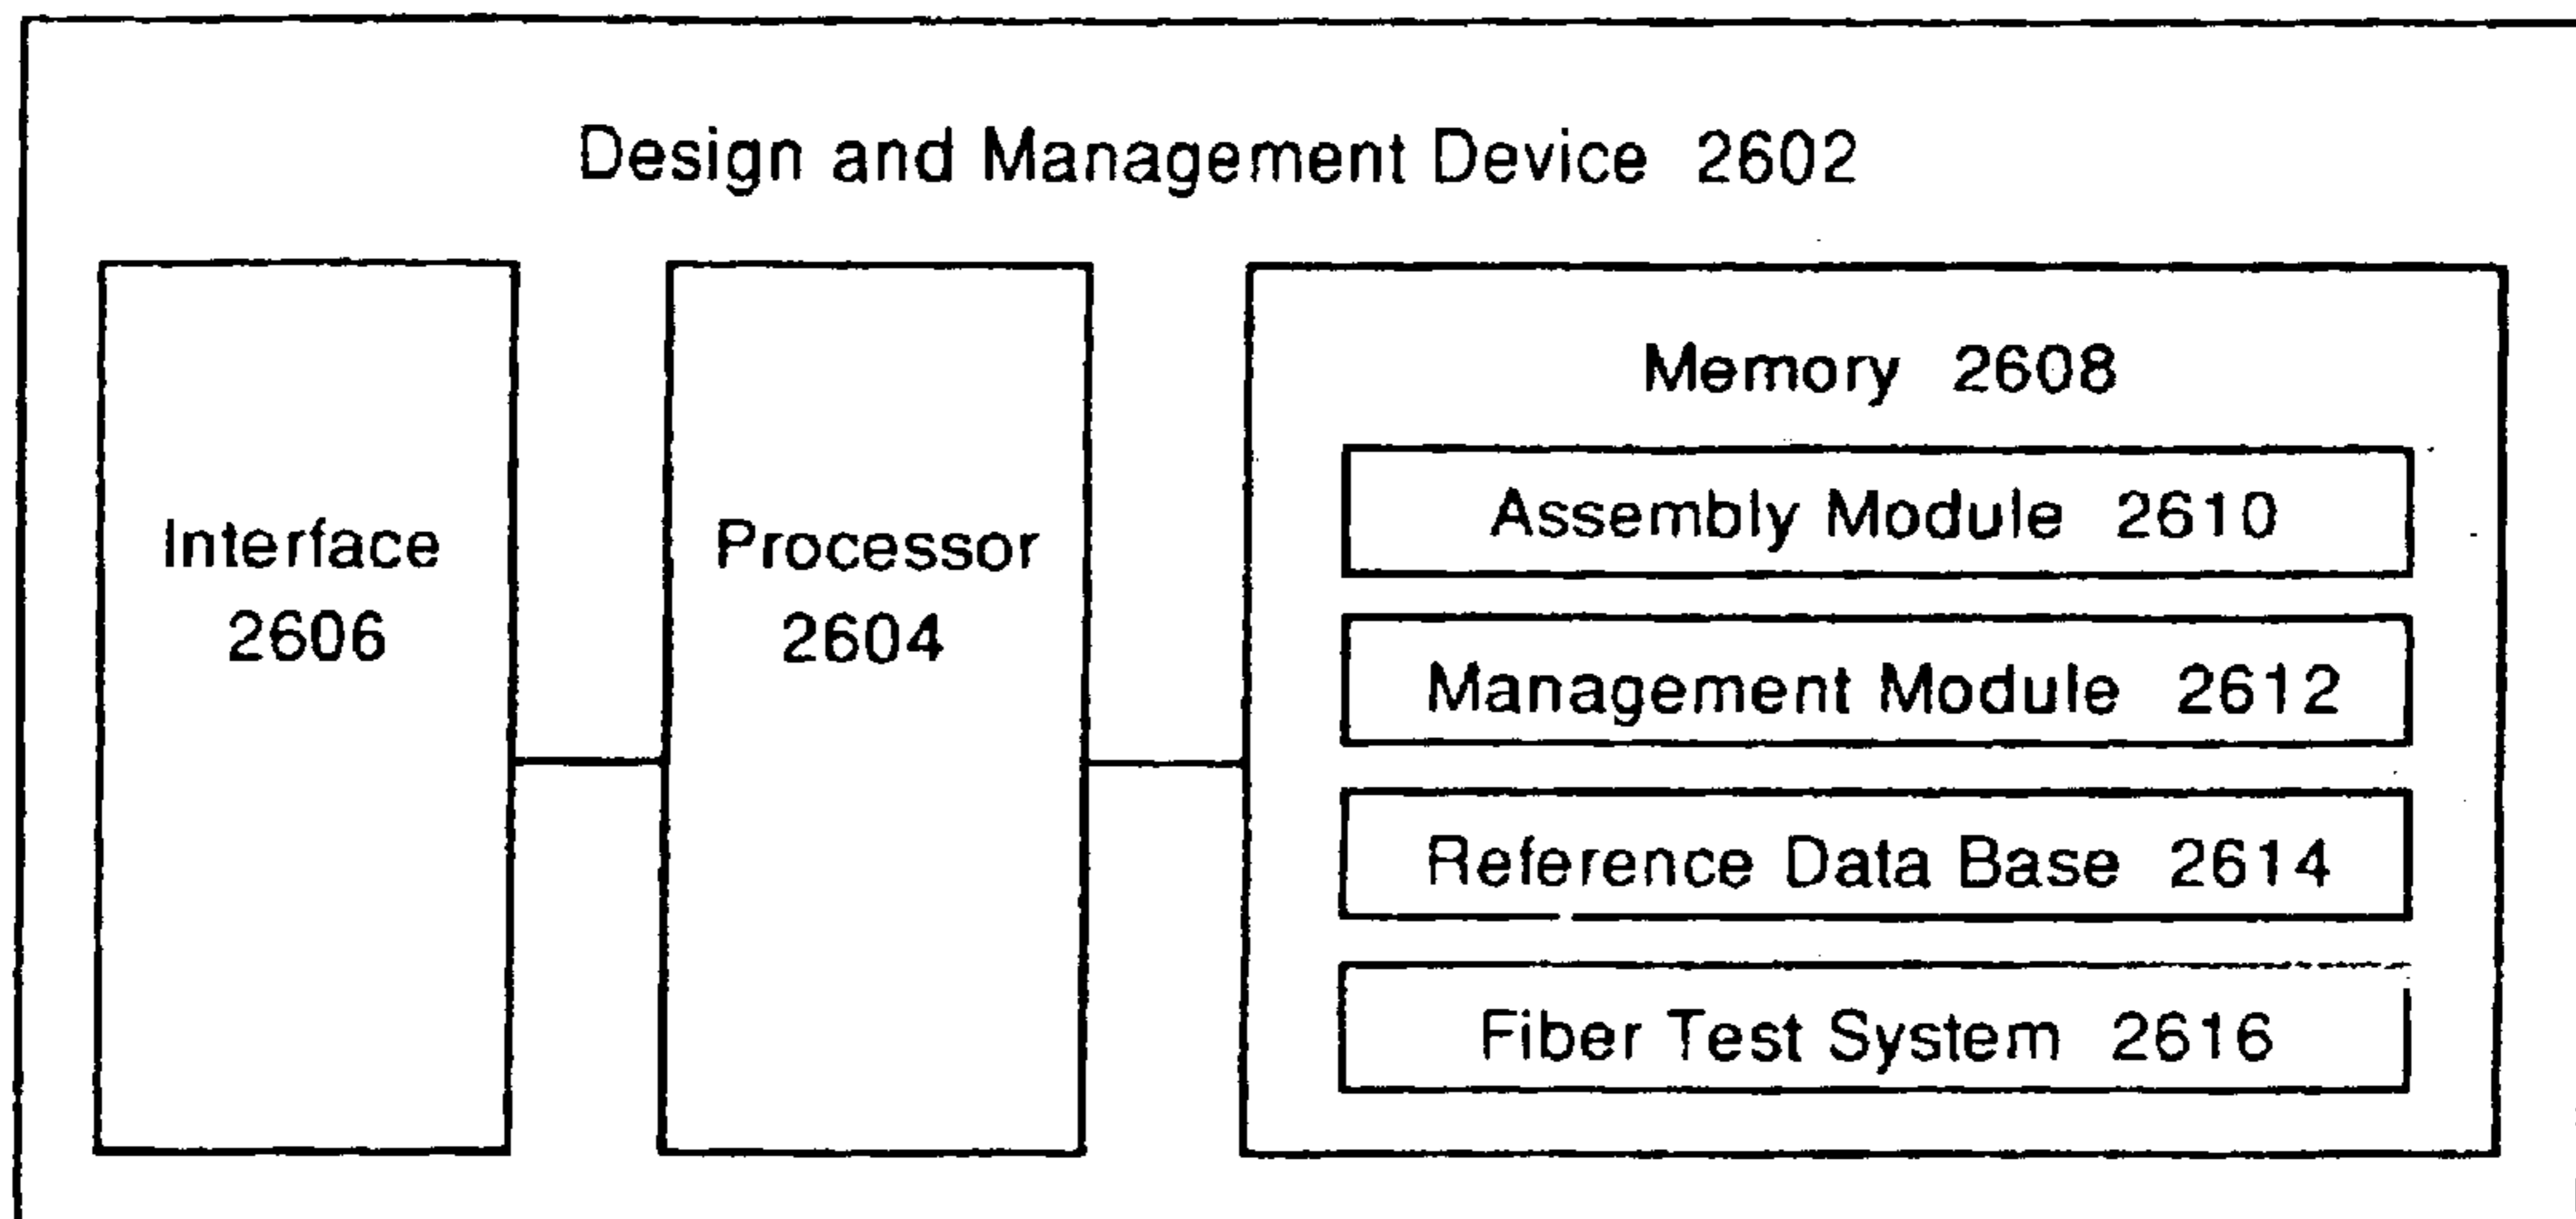 Design and Management Device 2602
Interface
2606
Processor
2604
Memory 2608
Assembly Module 2610
Management Module 2612
Reference Data Base 2614
Fiber Test System 2616